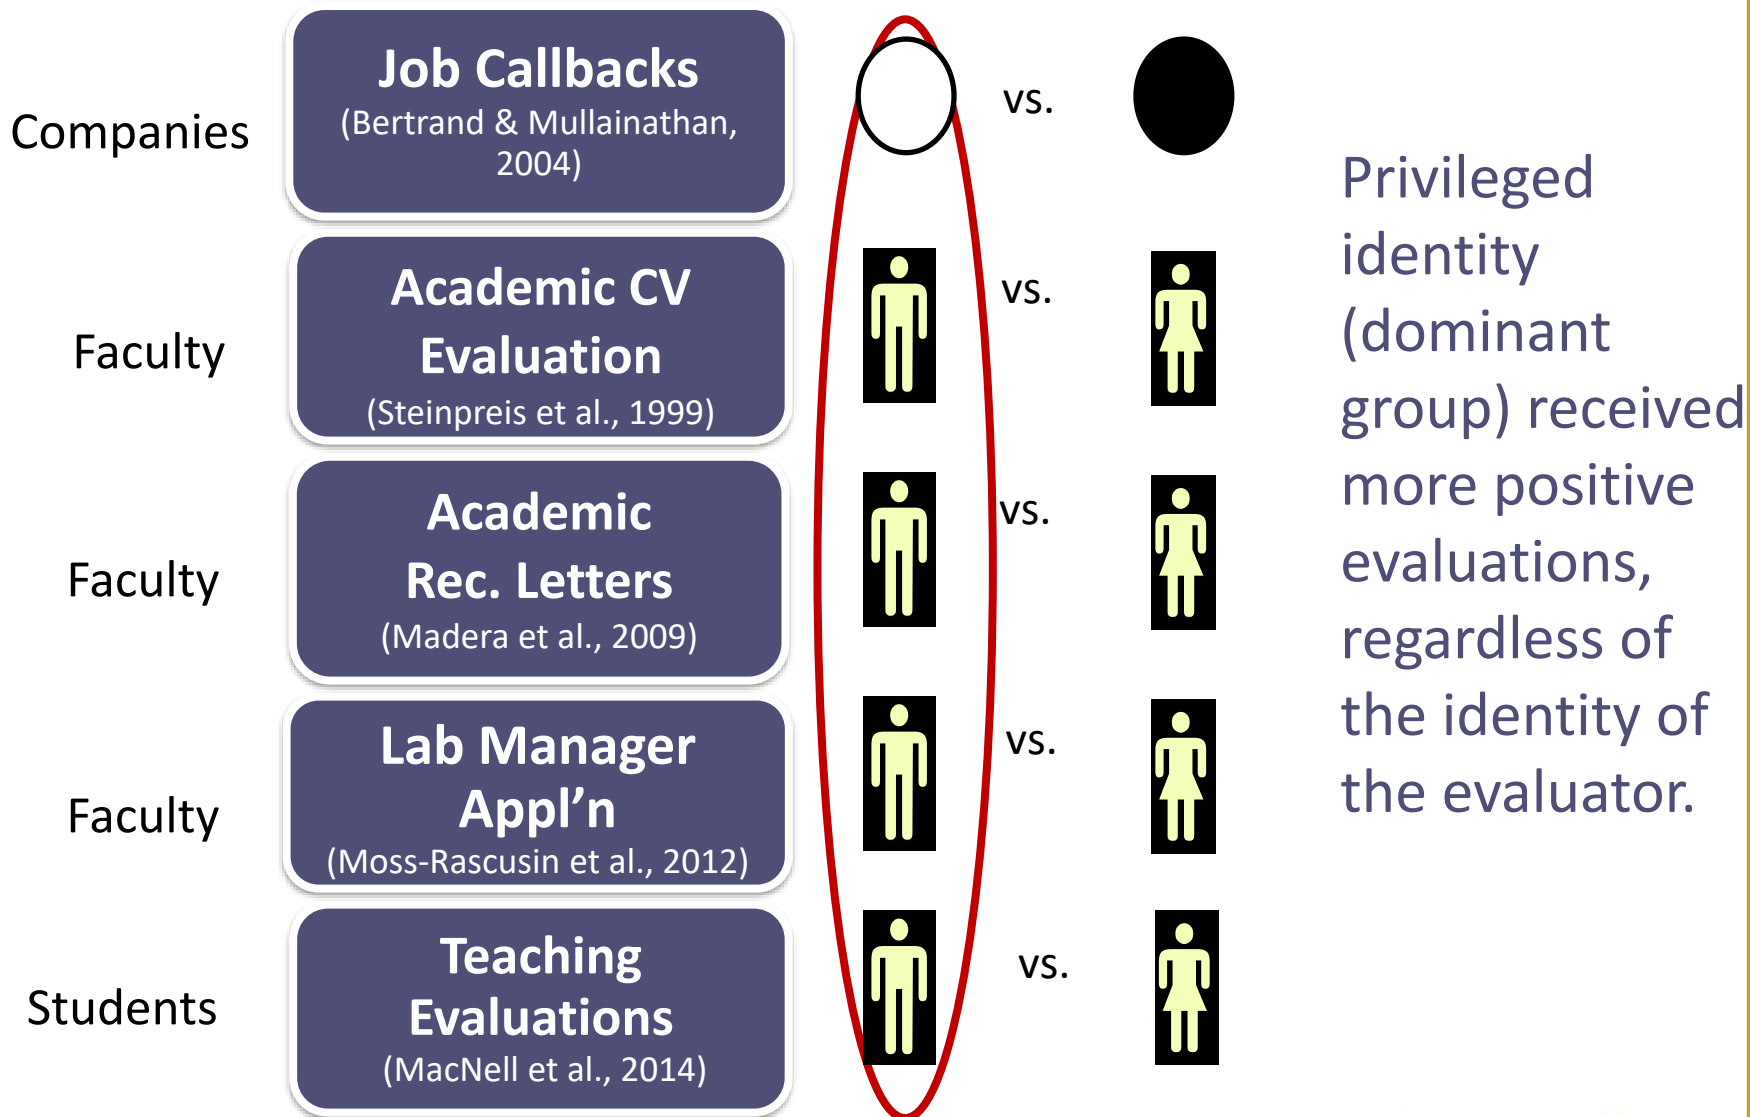 Companies
Job Callbacks
(Bertrand & Mullainathan,
2004)
vs.
Faculty
Academic CV
Evaluation
(Steinpreis et al., 1999)
vs.
Faculty
Academic
Rec. Letters
(Madera et al., 2009)
vs.
Faculty
Lab Manager
Appl’n
(Moss-Rascusin et al., 2012)
vs.
Students
Teaching
Evaluations
(MacNell et al., 2014)
vs.
Privileged
identity
(dominant
group) received
more positive
evaluations,
regardless of
the identity of
the evaluator.